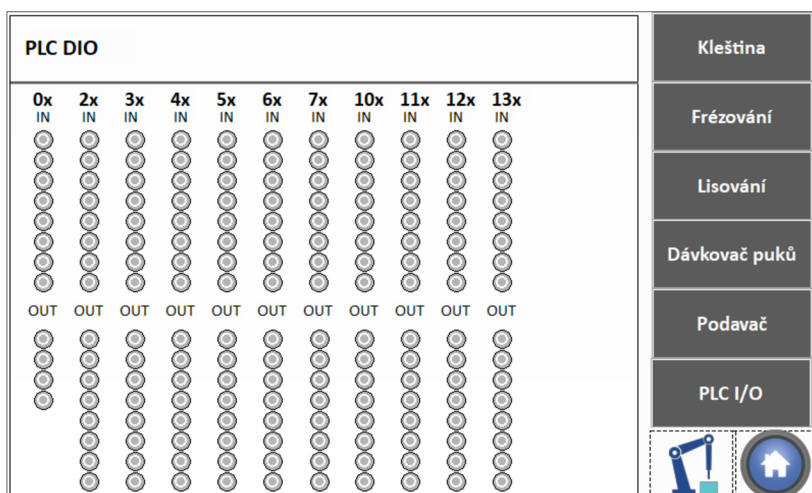 PLC DIO
0x 2x 3x 4x 5x 6x 7x 10x 11x 12x 13x
IN IN IN IN IN IN IN IN IN IN IN
OUT OUT OUT OUT OUT OUT OUT OUT OUT OUT OUT
Kleština
Frézování
Lisování
Dávkovač puků
Podavač
PLC I/O